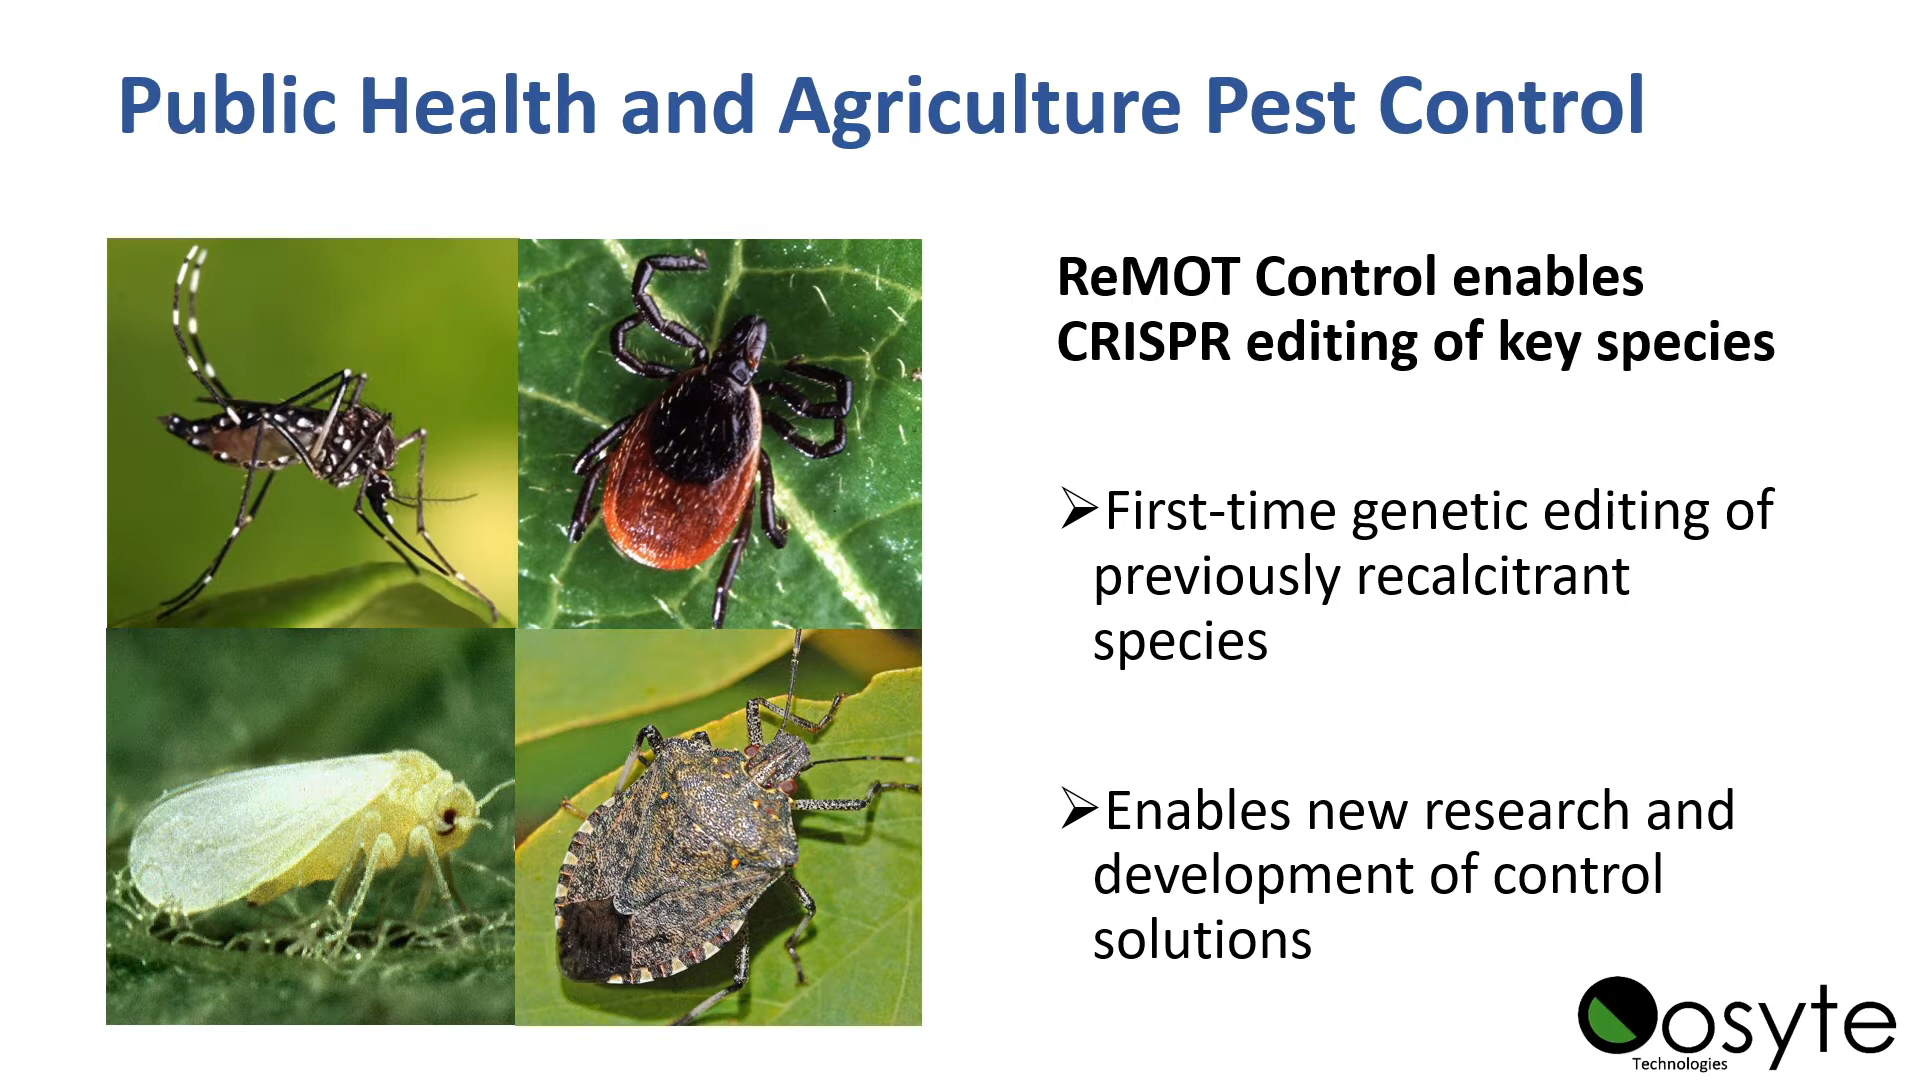 Public Health and Agriculture Pest Control
ReMOT Control enables
CRISPR editing of key species
➢First-time genetic editing of
previously recalcitrant
species
➢Enables new research and
development of control
solutions
Oosyte
Technologies